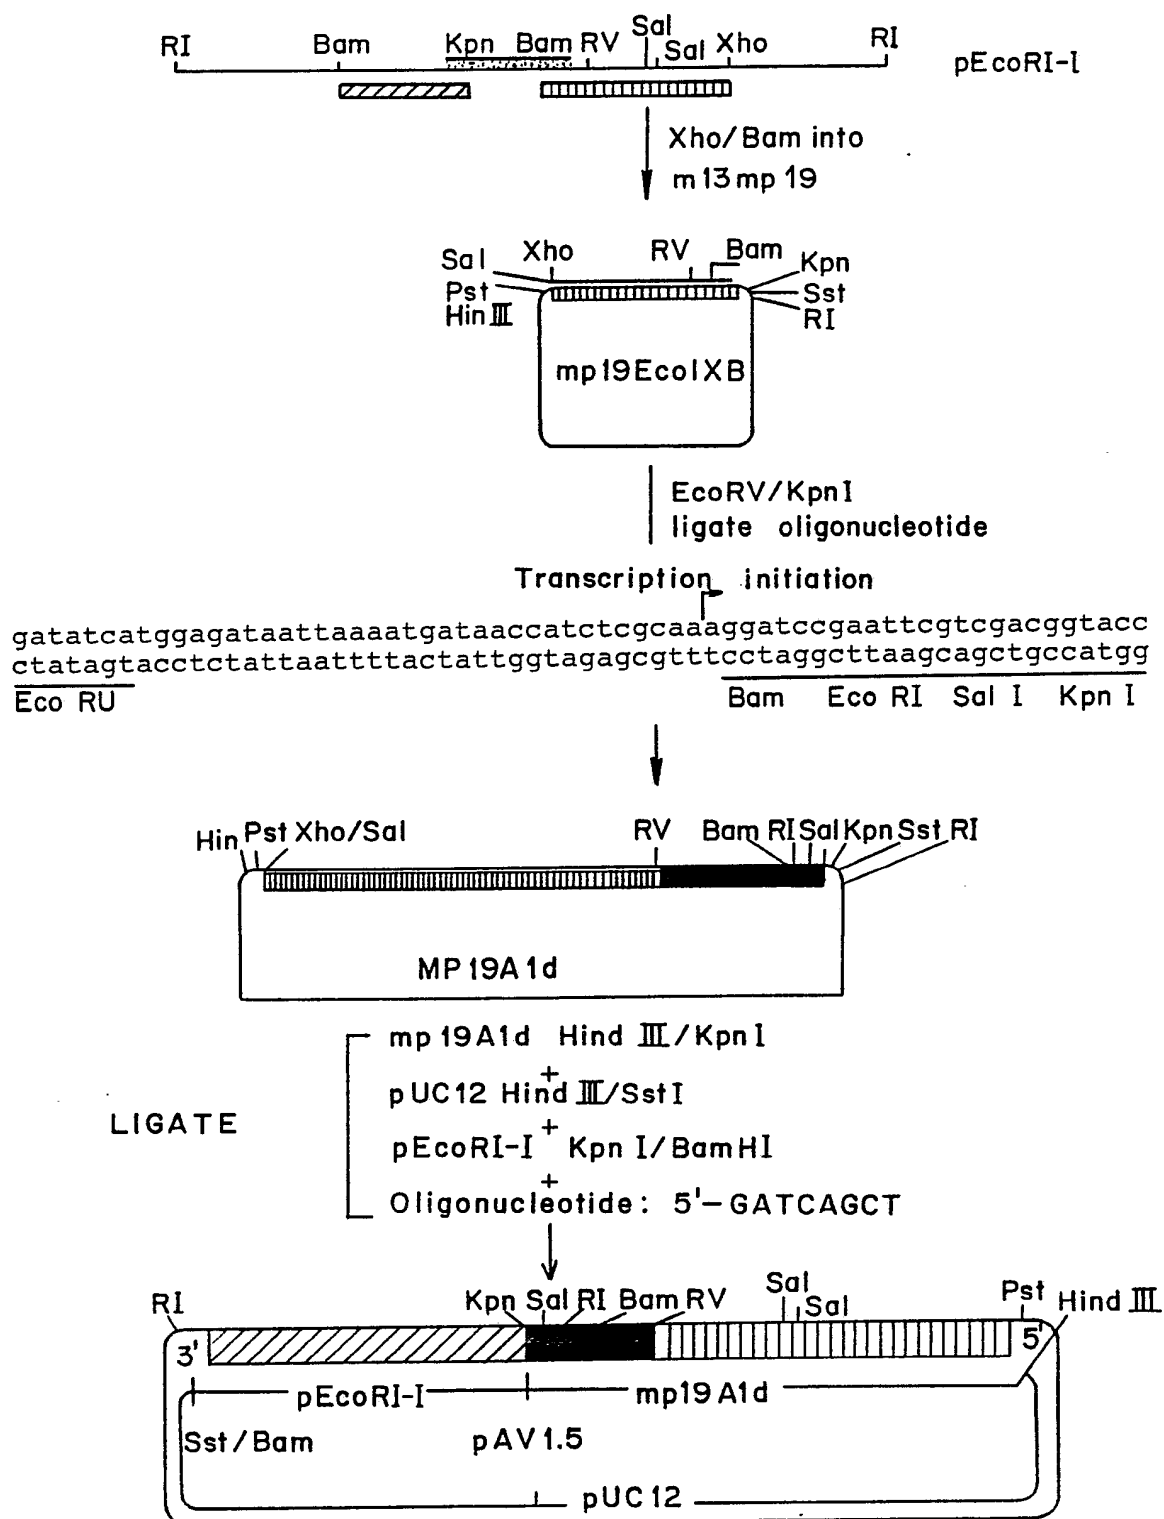 RI Bam Kpn Bam RV Sal Sal Xho RI pEcoRI-I
Xho/Bam into
m13mp19
Sal Xho RV Bam Kpn
Pst Sst
Hin III RI
mp19EcoIXB
EcoRV/KpnI
ligate oligonucleotide
Transcription initiation
gatatcatggagataattaaaatgataaccatctcgcaaaggatccgaattcgtcgacggtacc
ctatagtacctctattaattttactattggtagagcgtttcctaggcttaagcagctgccatgg
Eco RU Bam Eco RI Sal I Kpn I
Hin Pst Xho/Sal RV Bam RI Sal Kpn Sst RI
MP19A1d
mp19A1d Hind III/KpnI
+
pUC12 Hind III/SstI
+
LIGATE
pEcoRI-I Kpn I/BamHI
+
Oligonucleotide: 5'-GATCAGCT
RI Kpn Sal RI Bam RV Sal Sal Pst Hind III
3' 5'
pEcoRI-I mp19A1d
Sst/Bam pAV1.5
pUC12